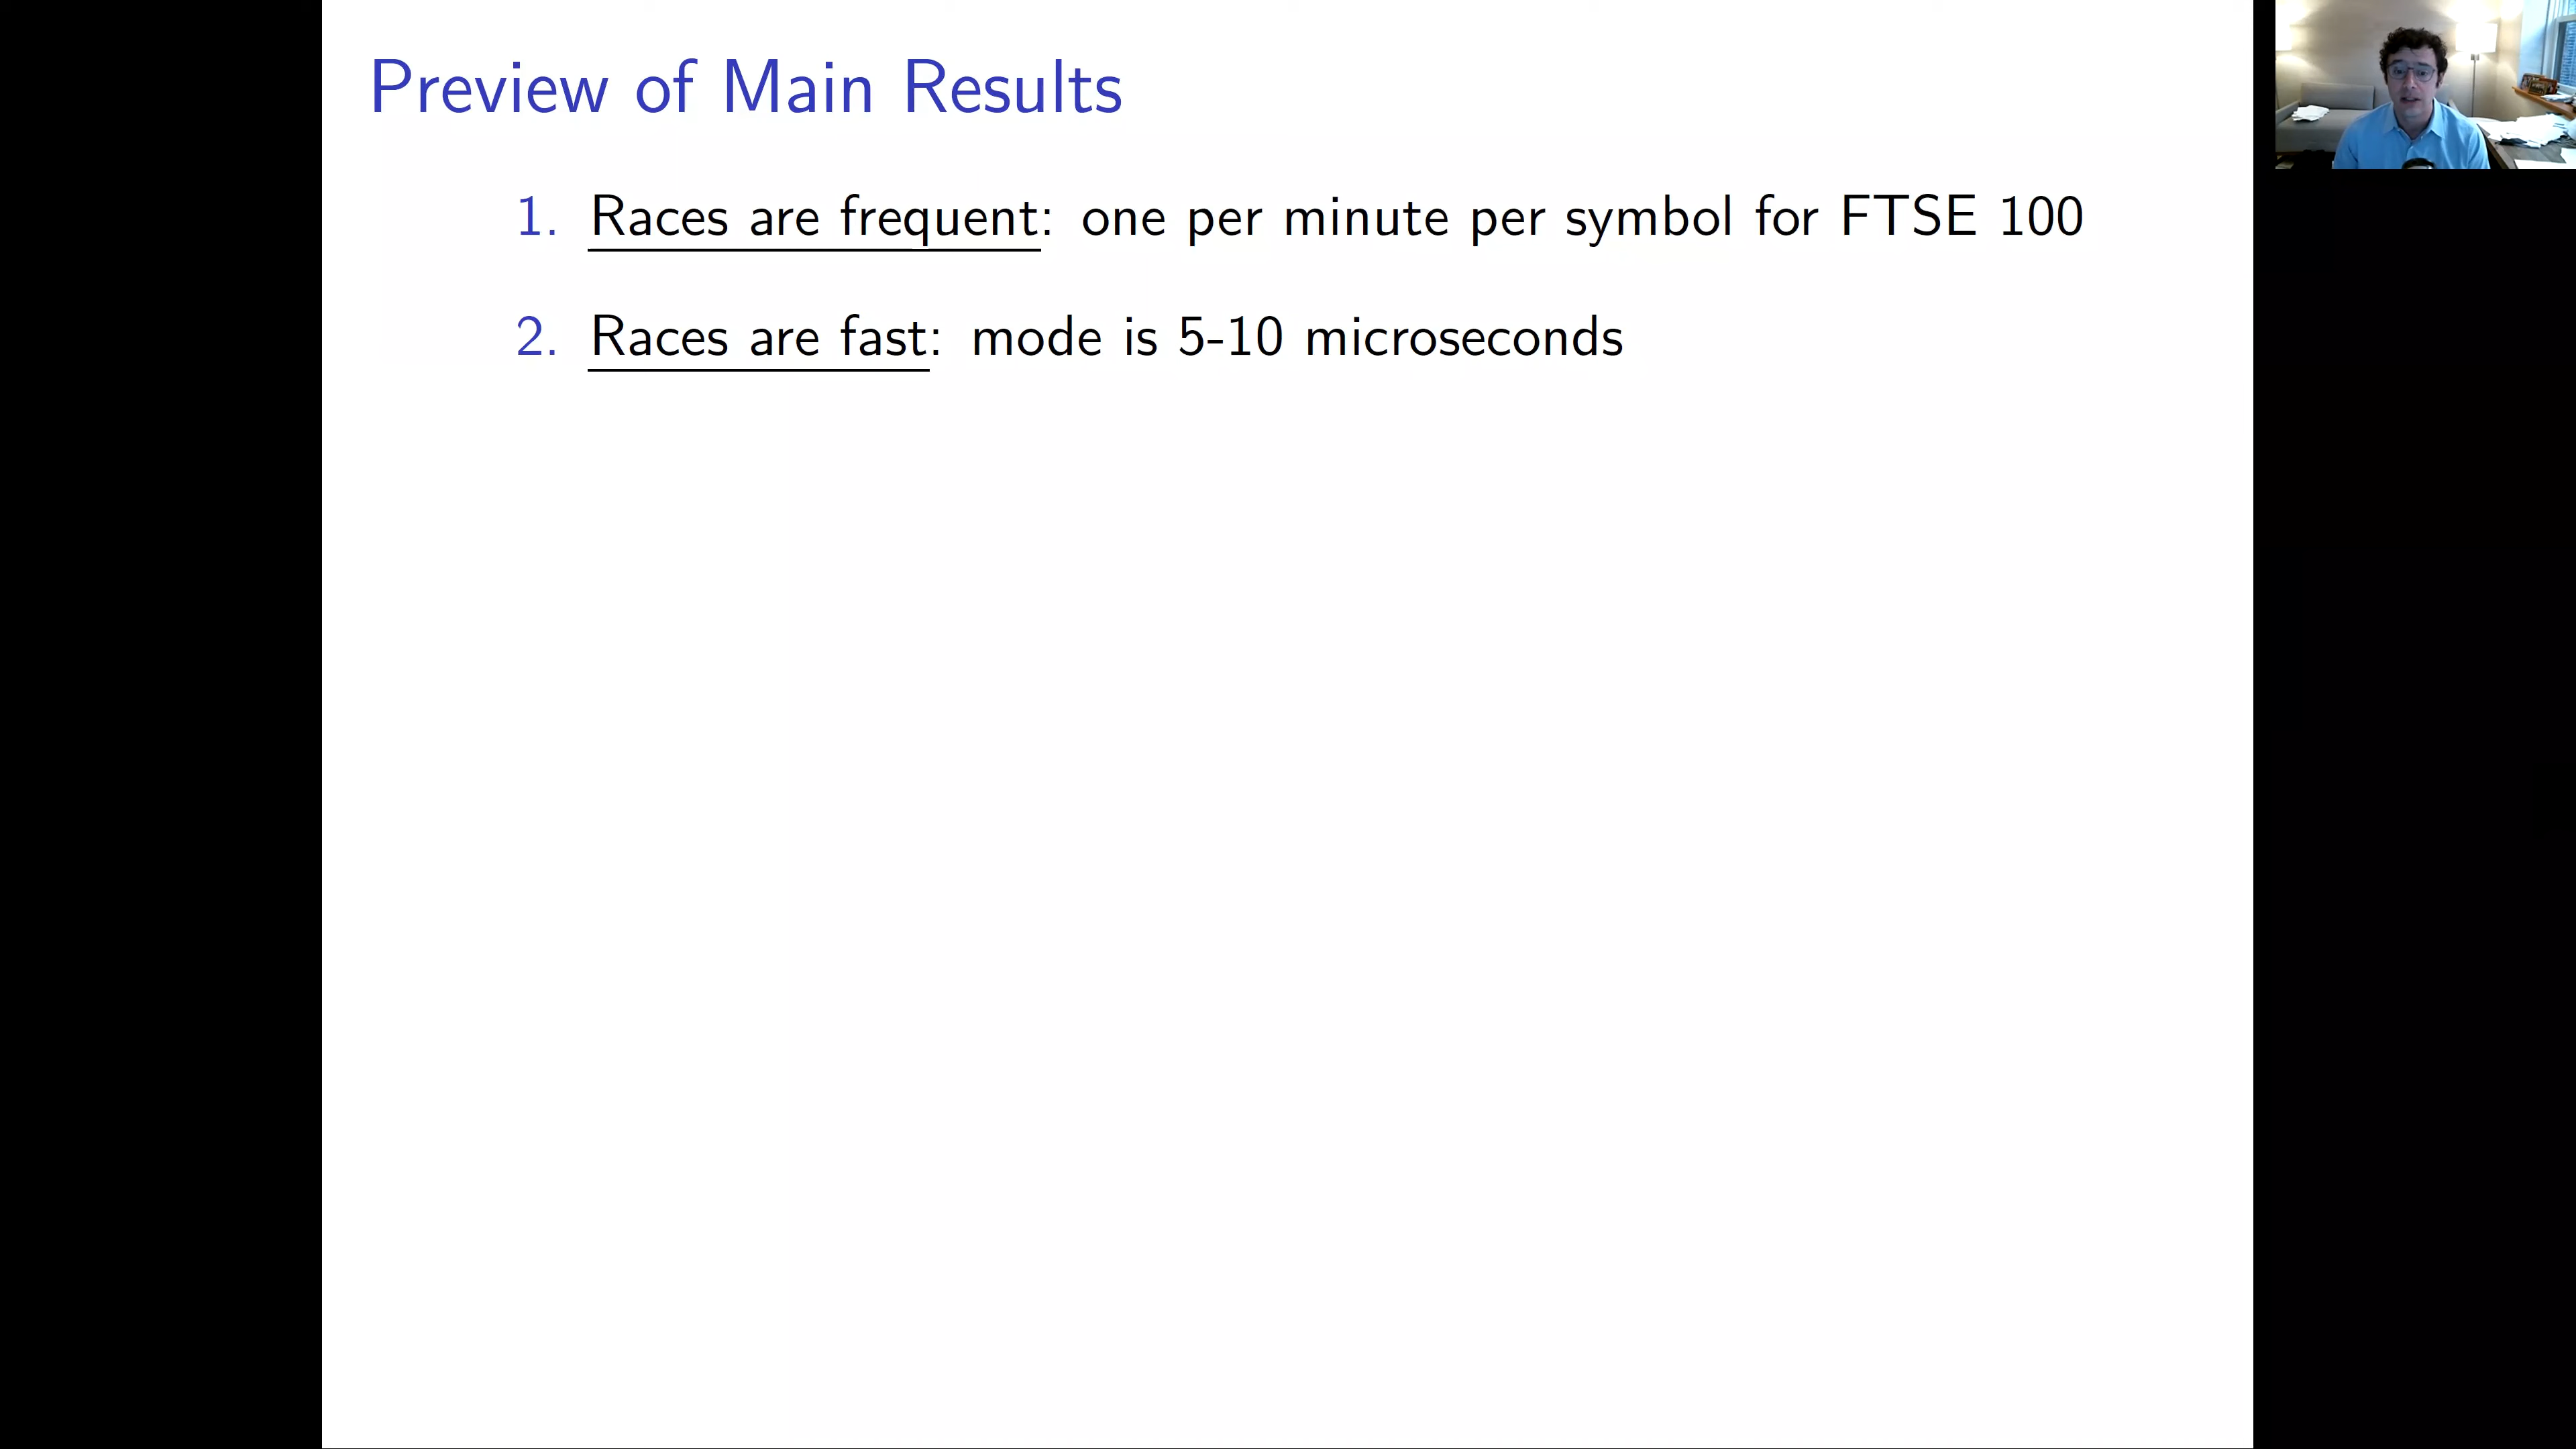 Preview of Main Results
1. Races are frequent: one per minute per symbol for FTSE 100
2. Races are fast: mode is 5-10 microseconds